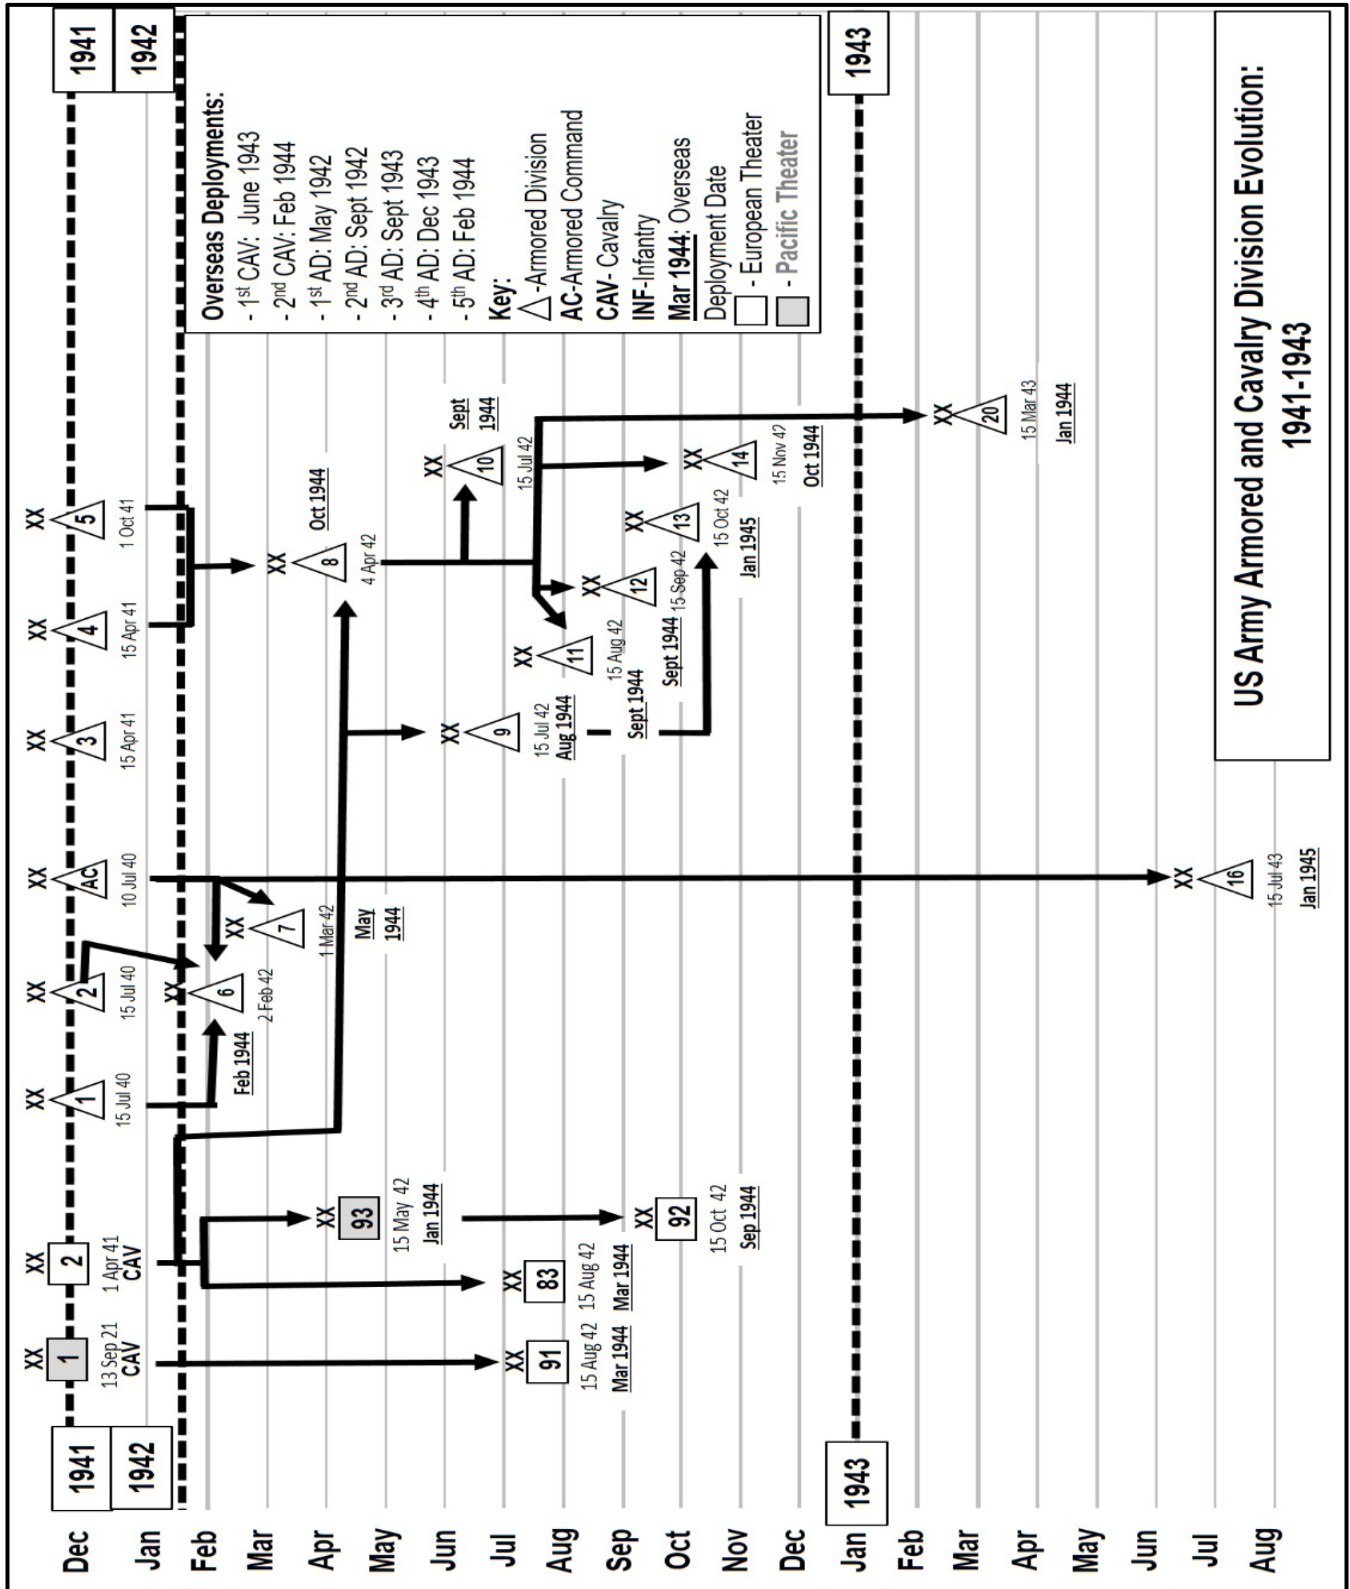 US Army Armored and Cavalry Division Evolution:
1941-1943
1941
1942
1943
1941
1942
1943
Dec
Jan
Feb
Mar
Apr
May
Jun
Jul
Aug
Sep
Oct
Nov
Dec
Jan
Feb
Mar
Apr
May
Jun
Jul
Aug
XX
1
13 Sep 21
CAV
XX
2
1 Apr 41
CAV
XX
1
15 Jul 40
XX
2
15 Jul 40
XX
AC
10 Jul 40
XX
3
15 Apr 41
XX
4
15 Apr 41
XX
5
1 Oct 41
XX
6
2 Feb 42
Feb 1944
XX
7
1 Mar 42
May
1944
XX
8
4 Apr 42
Oct 1944
XX
93
15 May 42
Jan 1944
XX
9
15 Jul 42
Aug 1944
XX
10
15 Jul 42
Sept
1944
XX
91
15 Aug 42
Mar 1944
XX
83
15 Aug 42
Mar 1944
XX
11
15 Aug 42
Sept 1944
XX
12
15 Sep 42
Sept 1944
XX
92
15 Oct 42
Sep 1944
XX
13
15 Oct 42
Jan 1945
XX
14
15 Nov 42
Oct 1944
XX
20
15 Mar 43
Jan 1944
XX
16
15 Jul 43
Jan 1945
Overseas Deployments:
- 1st CAV: June 1943
- 2nd CAV: Feb 1944
- 1st AD: May 1942
- 2nd AD: Sept 1942
- 3rd AD: Sept 1943
- 4th AD: Dec 1943
- 5th AD: Feb 1944
Key:
-Armored Division
AC-Armored Command
CAV- Cavalry
INF-Infantry
Mar 1944: Overseas
Deployment Date
- European Theater
- Pacific Theater